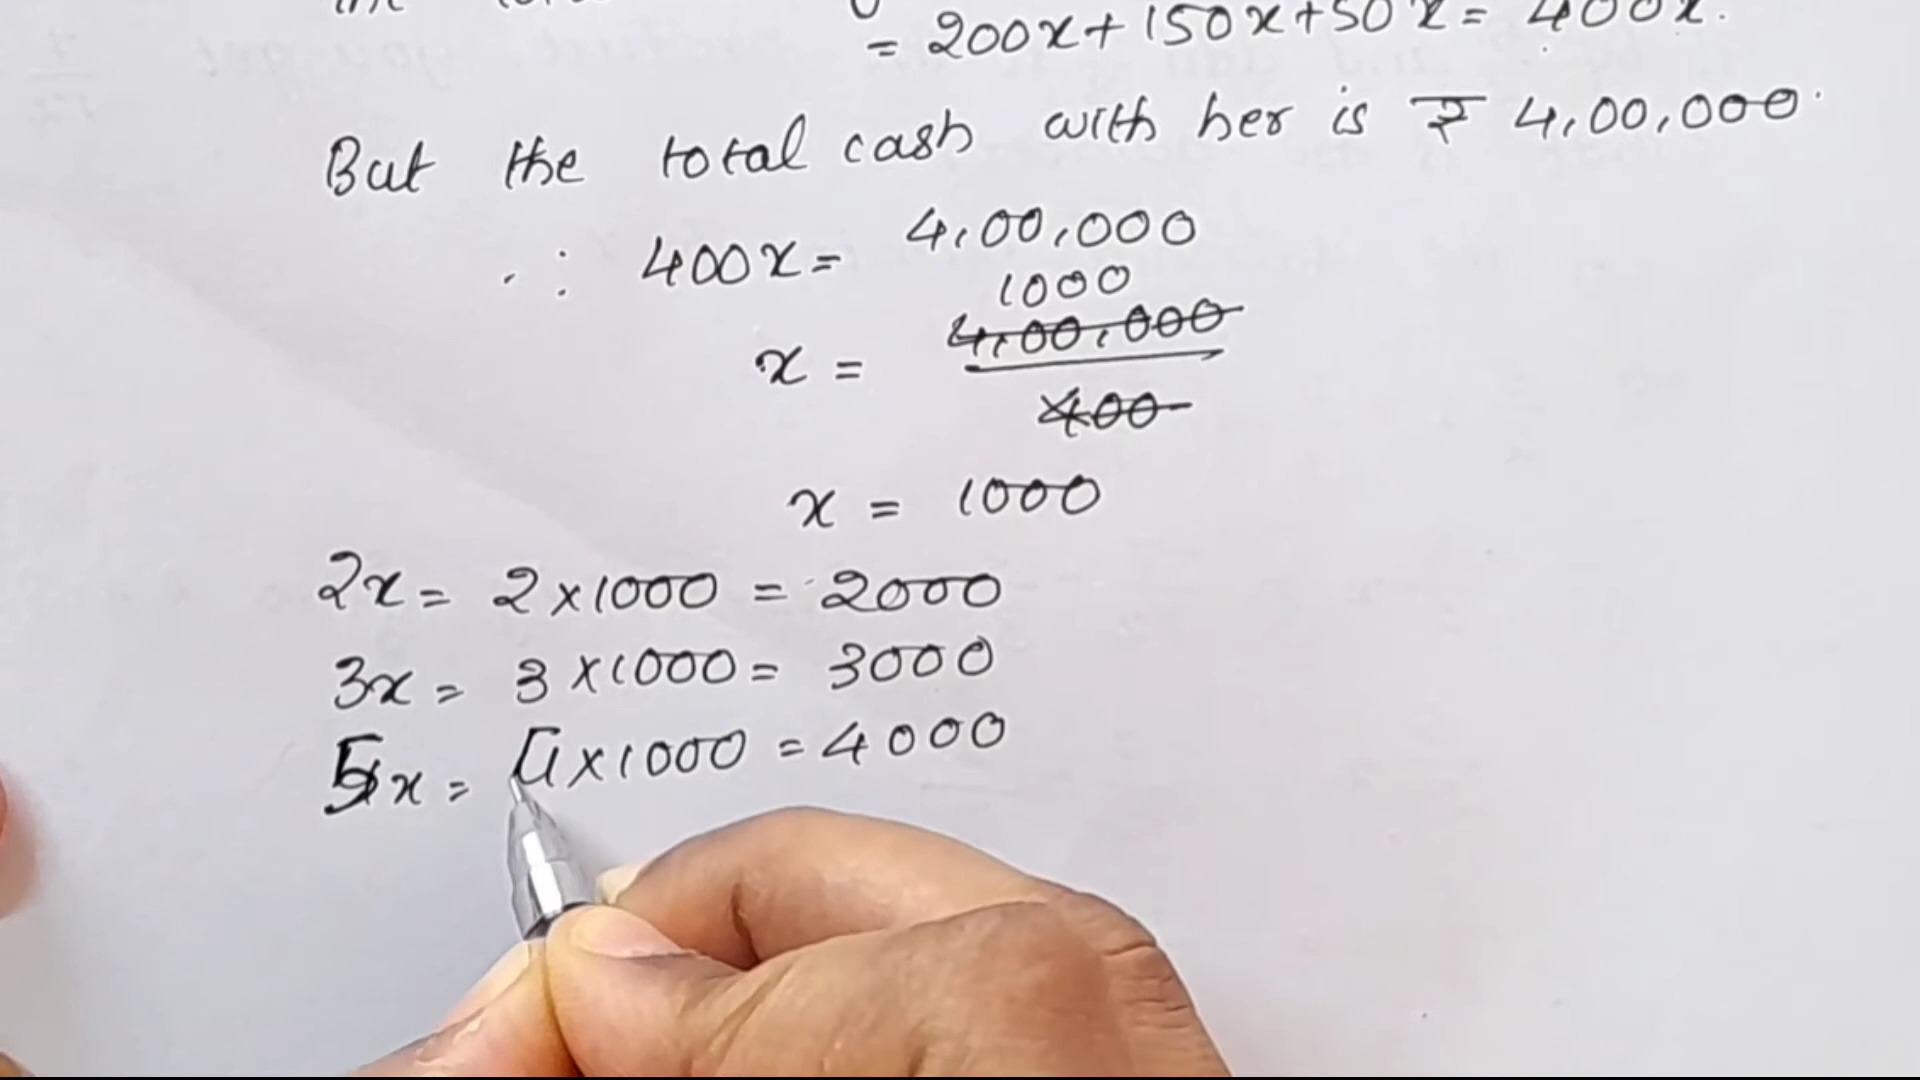 = 200x + 150x + 50x = 400x.
But the total cash with her is ₹ 4,00,000.
∴ 400x = 4,00,000
1000
x = 4,00,000
400
x = 1000
2x = 2 × 1000 = 2000
3x = 3 × 1000 = 3000
5x = × 1000 = 4000